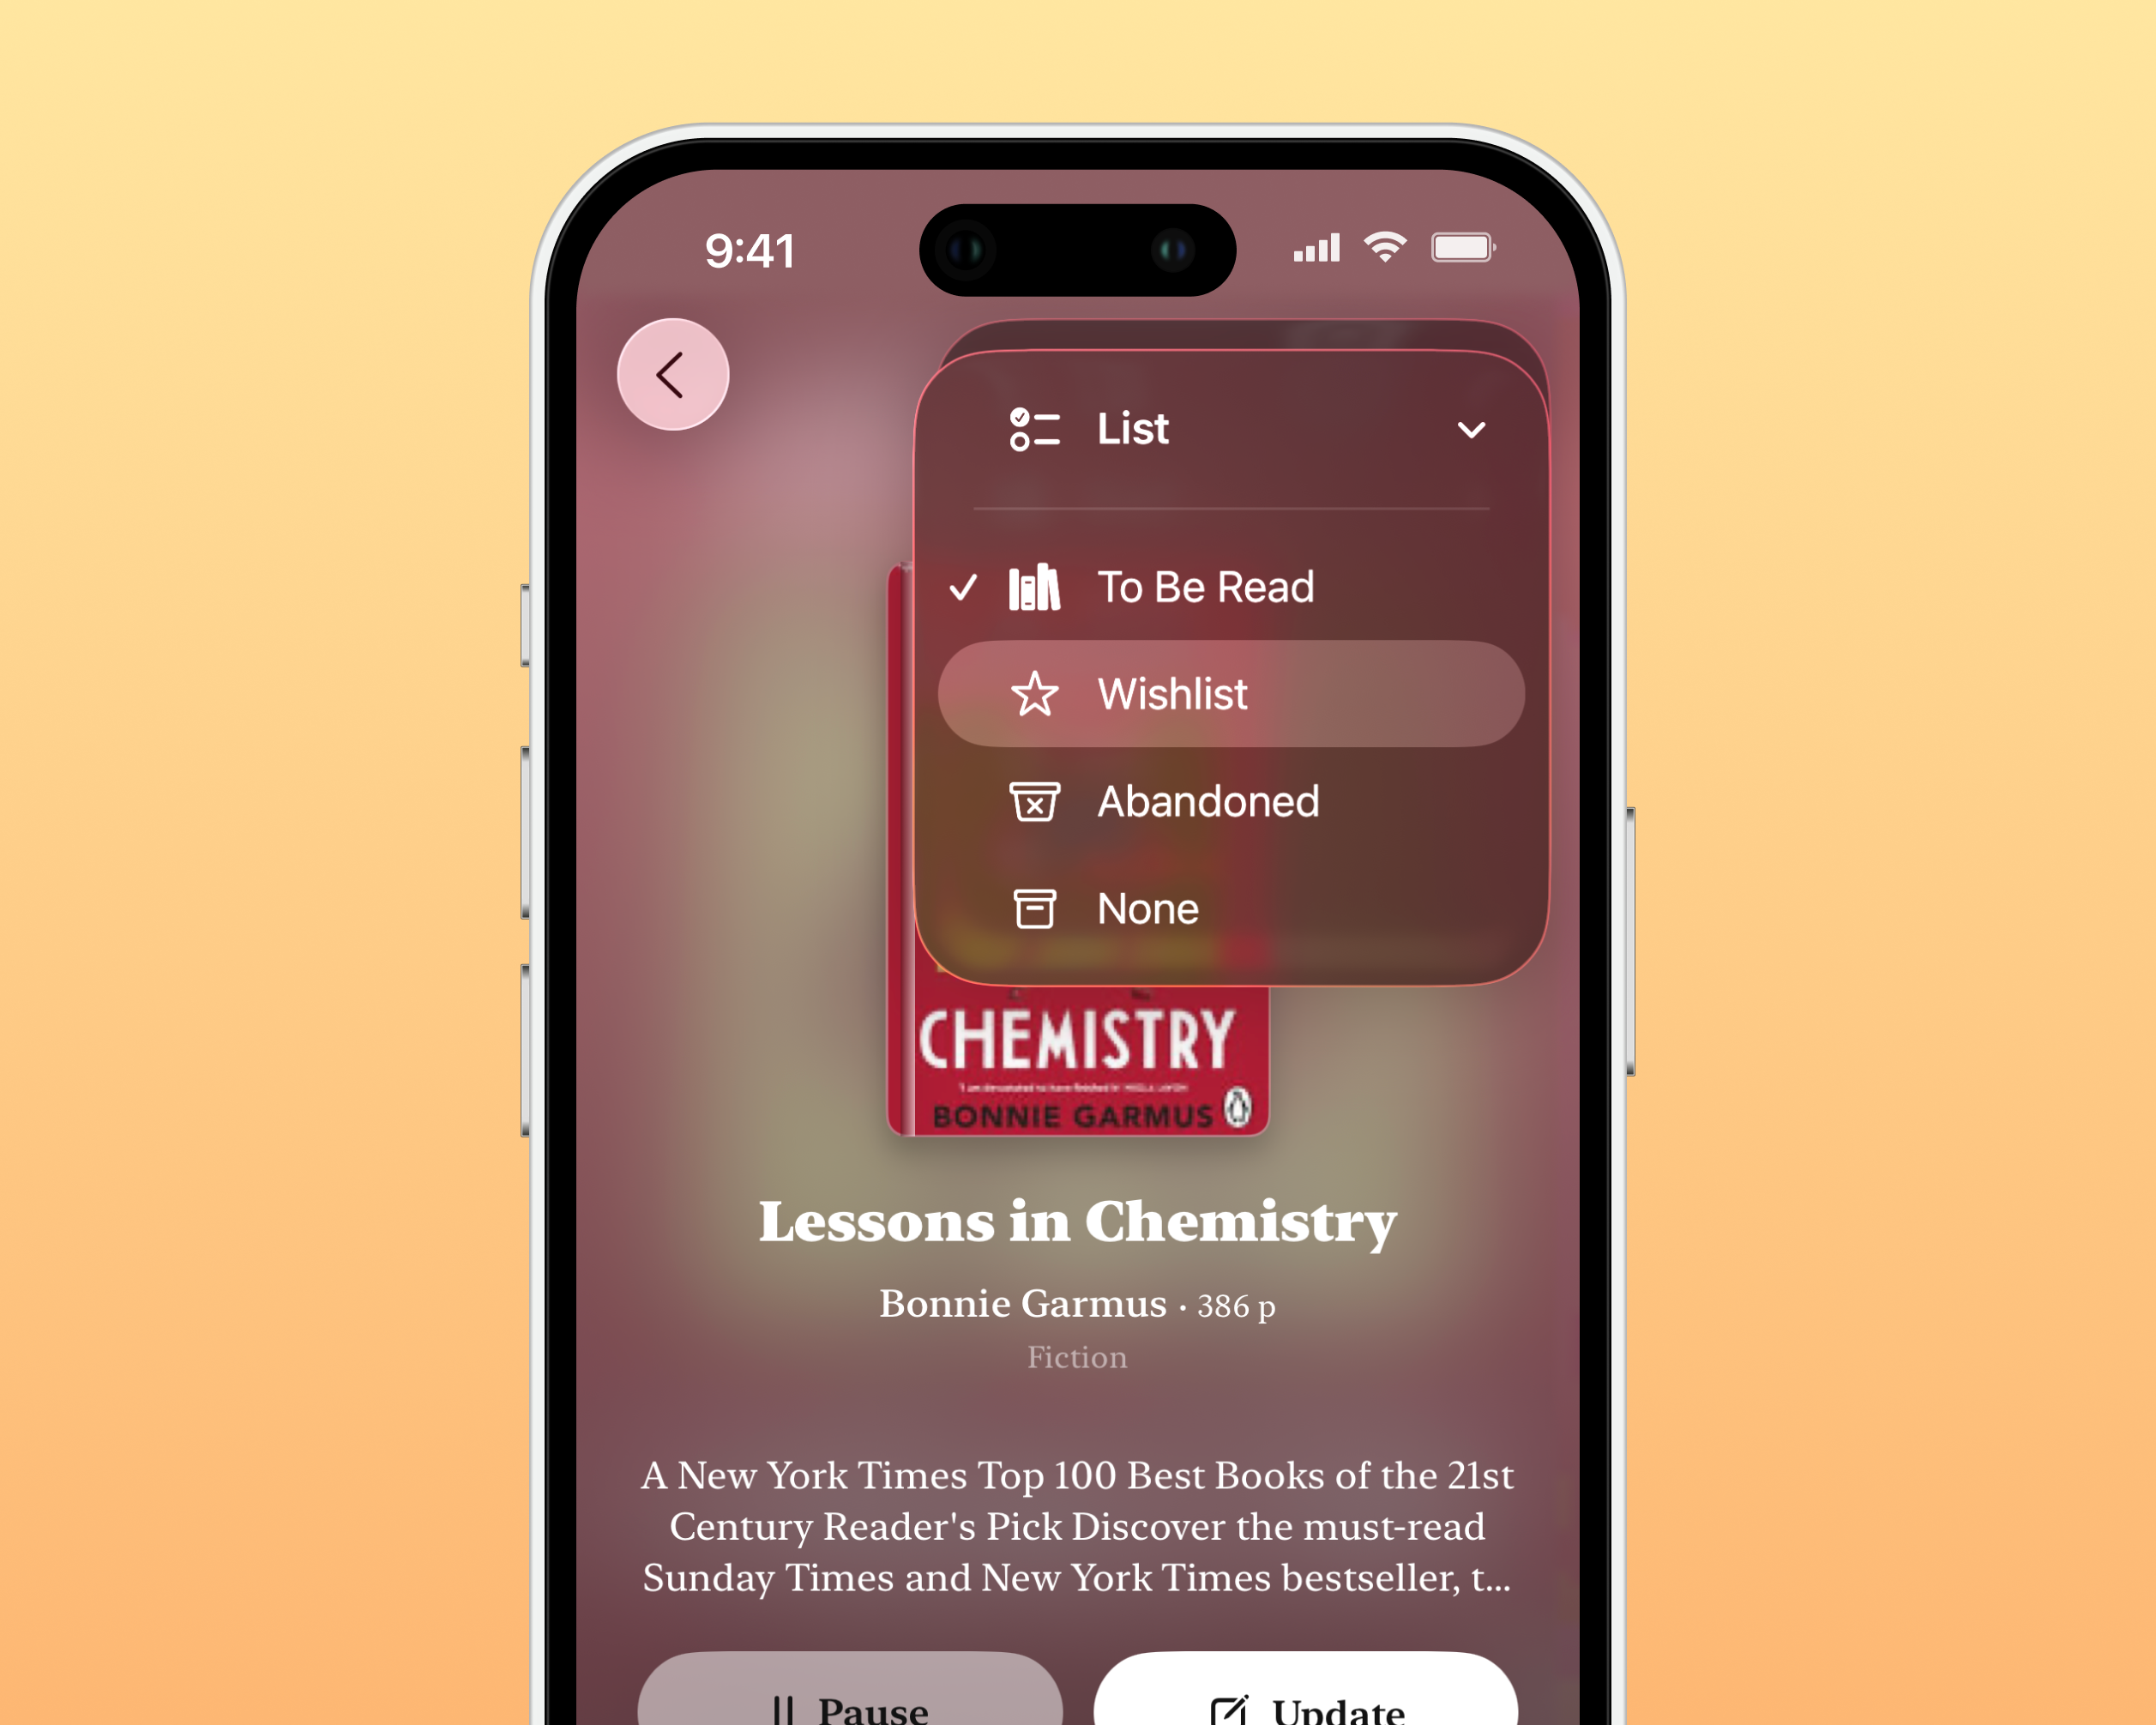 9:41
List
To Be Read
Wishlist
Abandoned
None
CHEMISTRY
BONNIE GARMUS
Lessons in Chemistry
Bonnie Garmus · 386 p
Fiction
A New York Times Top 100 Best Books of the 21st
Century Reader's Pick Discover the must-read
Sunday Times and New York Times bestseller, t...
Pause
Update